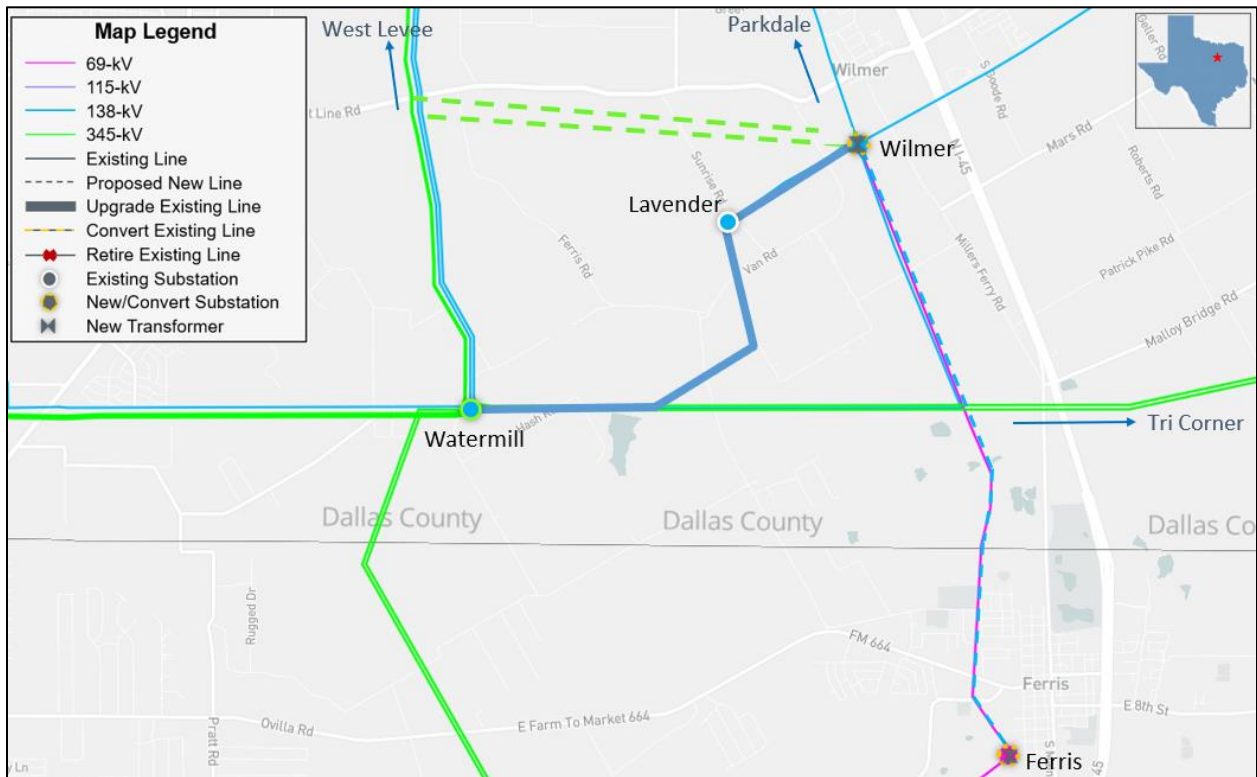 Map Legend
69-kV
115-kV
138-kV
345-kV
Existing Line
Proposed New Line
Upgrade Existing Line
Convert Existing Line
Retire Existing Line
Existing Substation
New/Convert Substation
New Transformer
West Levee
Parkdale
Wilmer
Geller Rd
S Goode Rd
t Line Rd
N I-45
Mars Rd
Wilmer
Roberts Rd
Sunrise Rd
Lavender
Ferris Rd
Van Rd
Millers Ferry Rd
Patrick Pike Rd
Malloy Bridge Rd
Watermill
Tri Corner
Dallas County
Dallas County
Dallas Co
Rugged Dr
FM 664
Ferris
E 8th St
Pratt Rd
Ovilla Rd
E Farm To Market 664
Ferris
45